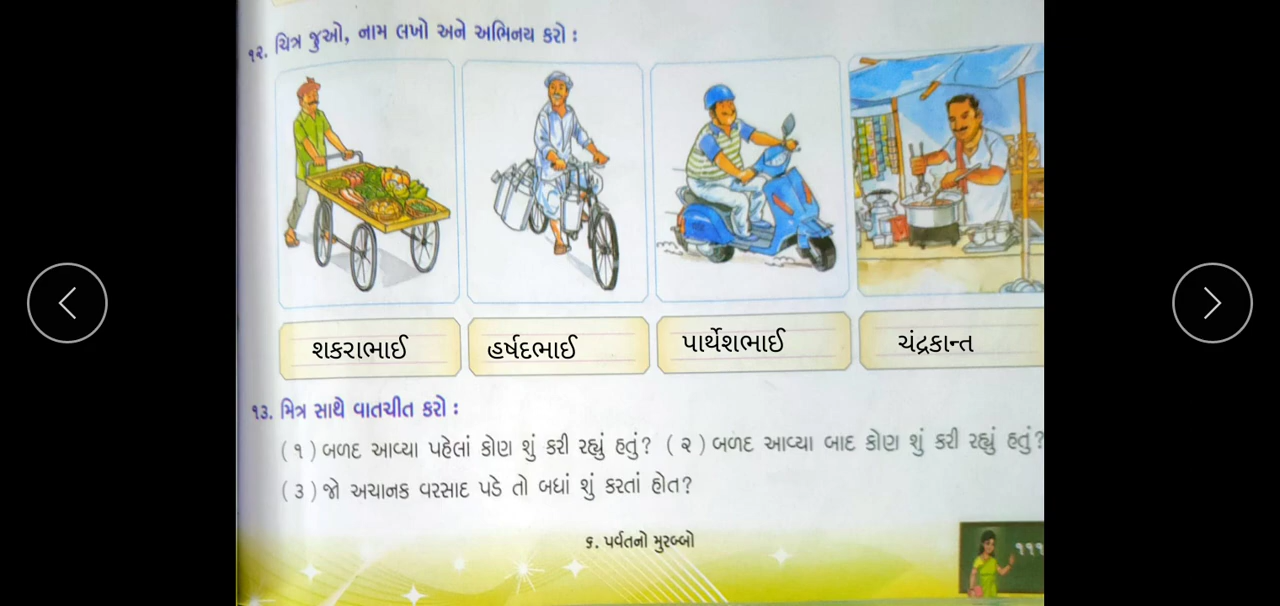 ૧૨. ચિત્ર જુઓ, નામ લખો અને અભિનય કરો :
શકરાભાઈ
હર્ષદભાઈ
પાર્થેશભાઈ
ચંદ્રકાન્ત
૧૩. મિત્ર સાથે વાતચીત કરો :
(૧) બળદ આવ્યા પહેલાં કોણ શું કરી રહ્યું હતું? (૨) બળદ આવ્યા બાદ કોણ શું કરી રહ્યું હતું?
(૩) જો અચાનક વરસાદ પડે તો બધાં શું કરતાં હોત?
૬. પર્વતનો મુરબ્બો
૧૧૧